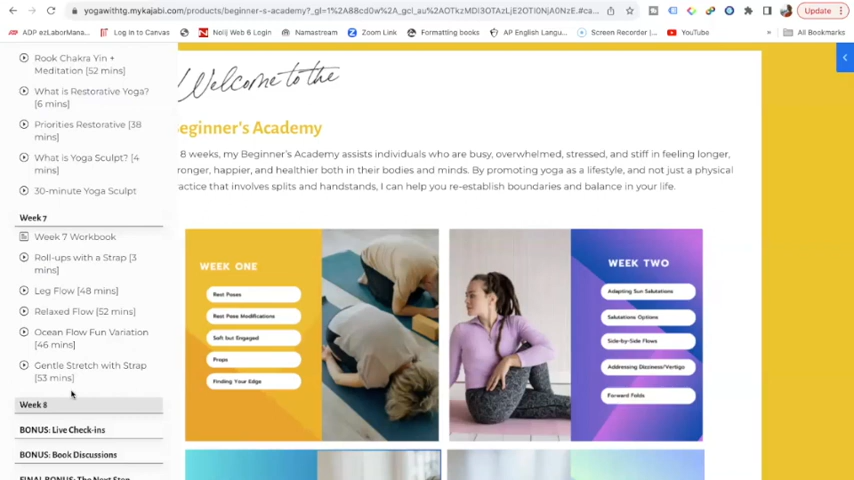 yogawithtg.mykajabi.com/products/beginner-s-academy?_gl=1%2A88cd0w%2A_gcl_au%2AOTkzMDI3OTAzLjE2OTI0NjA0NzE.#ca...
Update
ADP ezLaborMana...
Log in to Canvas
Nolij Web 6 Login
Namastream
Zoom Link
Formatting books
AP English Langu...
Screen Recorder |...
YouTube
»
All Bookmarks
Rook Chakra Yin +
Meditation [52 mins]
What is Restorative Yoga?
[6 mins]
Priorities Restorative [38
mins]
What is Yoga Sculpt? [4
mins]
30-minute Yoga Sculpt
Week 7
Week 7 Workbook
Roll-ups with a Strap [3
mins]
Leg Flow [48 mins]
Relaxed Flow [52 mins]
Ocean Flow Fun Variation
[46 mins]
Gentle Stretch with Strap
[53 mins]
Week 8
BONUS: Live Check-ins
BONUS: Book Discussions
FINAL BONUS: The Next Step
Welcome to the
eginner's Academy
8 weeks, my Beginner's Academy assists individuals who are busy, overwhelmed, stressed, and stiff in feeling longer,
ronger, happier, and healthier both in their bodies and minds. By promoting yoga as a lifestyle, and not just a physical
actice that involves splits and handstands, I can help you re-establish boundaries and balance in your life.
WEEK ONE
Rest Poses
Rest Pose Modifications
Soft but Engaged
Props
Finding Your Edge
WEEK TWO
Adapting Sun Salutations
Salutations Options
Side-by-Side Flows
Addressing Dizziness/Vertigo
Forward Folds